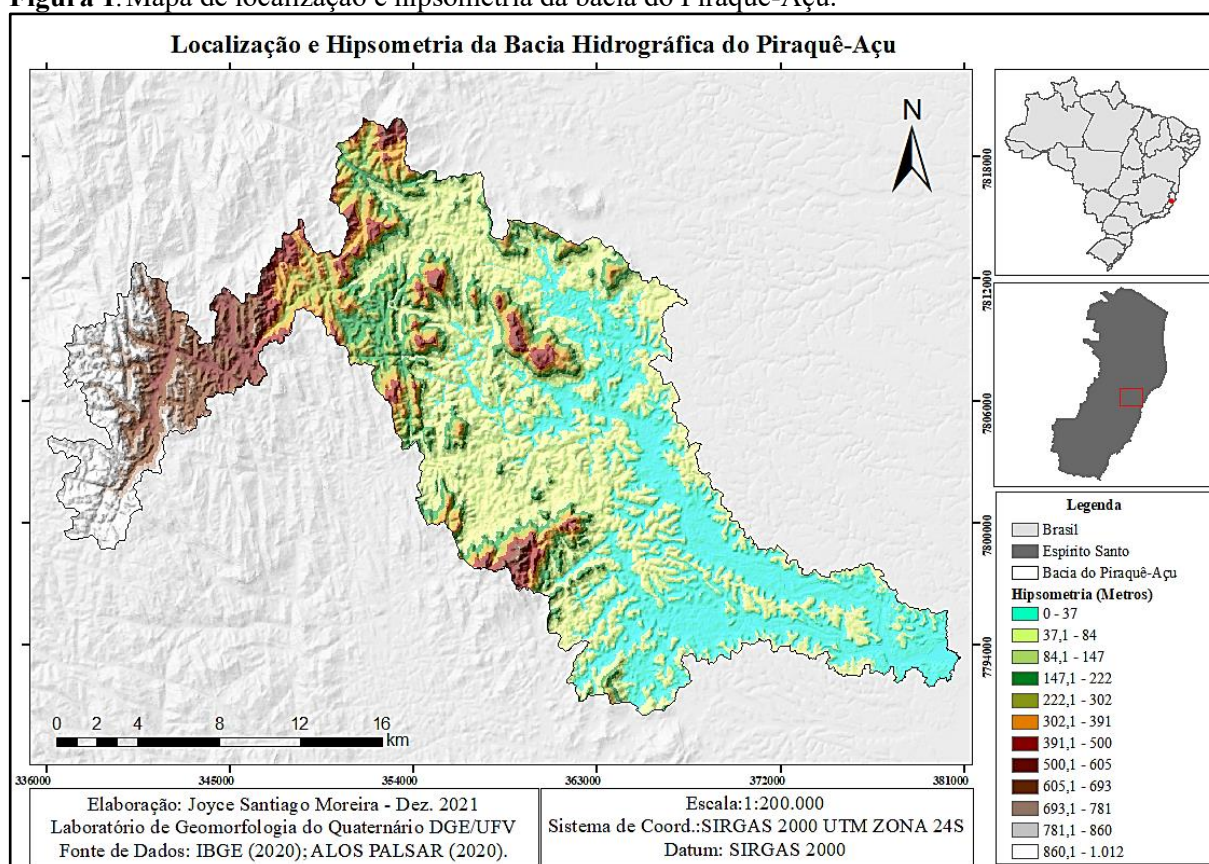 Figura 1. Mapa de localização e hipsometria da bacia do Piraquê-Açu.
Localização e Hipsometria da Bacia Hidrográfica do Piraquê-Açu
N
7818000
7812000
7806000
7800000
7794000
0 2 4 8 12 16
km
336000 345000 354000 363000 372000 381000
Legenda
Brasil
Espírito Santo
Bacia do Piraquê-Açu
Hipsometria (Metros)
0 - 37
37,1 - 84
84,1 - 147
147,1 - 222
222,1 - 302
302,1 - 391
391,1 - 500
500,1 - 605
605,1 - 693
693,1 - 781
781,1 - 860
860,1 - 1.012
Elaboração: Joyce Santiago Moreira - Dez. 2021
Laboratório de Geomorfologia do Quaternário DGE/UFV
Fonte de Dados: IBGE (2020); ALOS PALSAR (2020).
Escala:1:200.000
Sistema de Coord.:SIRGAS 2000 UTM ZONA 24S
Datum: SIRGAS 2000